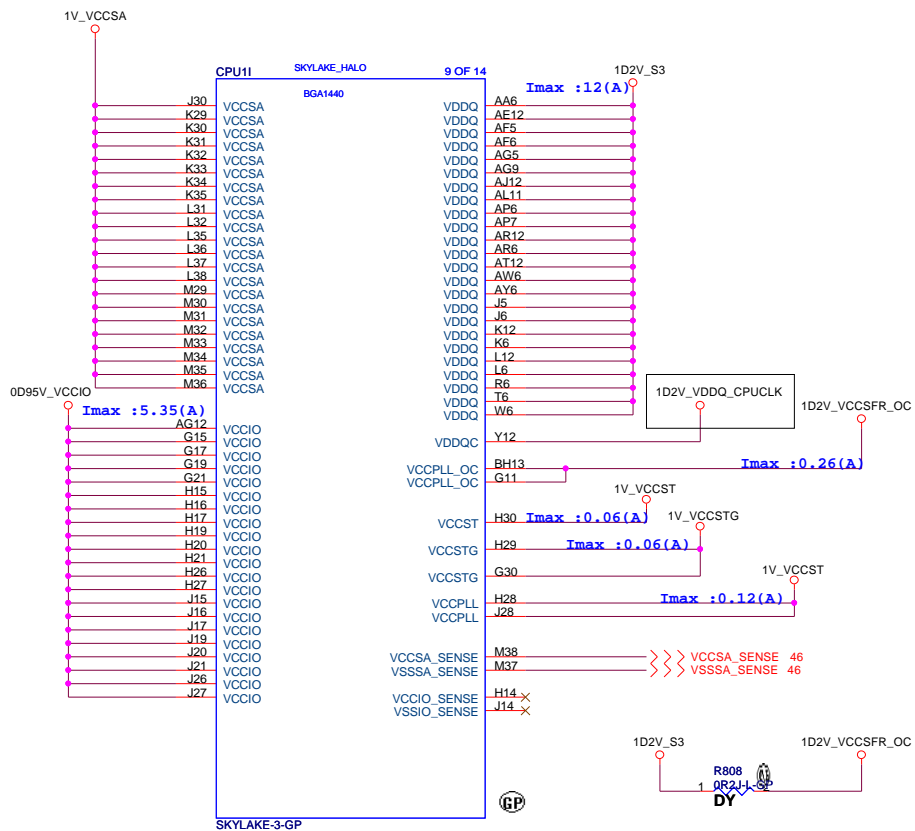 1V_VCCSA
CPU1I SKYLAKE_HALO 9 OF 14
BGA1440
1D2V_S3
Imax :12(A)
J30 VCCSA VDDQ AA6
K29 VCCSA VDDQ AE12
K30 VCCSA VDDQ AF5
K31 VCCSA VDDQ AF6
K32 VCCSA VDDQ AG5
K33 VCCSA VDDQ AG9
K34 VCCSA VDDQ AJ12
K35 VCCSA VDDQ AL11
L31 VCCSA VDDQ AP6
L32 VCCSA VDDQ AP7
L35 VCCSA VDDQ AR12
L36 VCCSA VDDQ AR6
L37 VCCSA VDDQ AT12
L38 VCCSA VDDQ AW6
M29 VCCSA VDDQ AY6
M30 VCCSA VDDQ J5
M31 VCCSA VDDQ J6
M32 VCCSA VDDQ K12
M33 VCCSA VDDQ K6
M34 VCCSA VDDQ L12
M35 VCCSA VDDQ L6
M36 VCCSA VDDQ R6
VDDQ T6
VDDQ W6
0D95V_VCCIO
Imax :5.35(A)
1D2V_VDDQ_CPUCLK
1D2V_VCCSFR_OC
AG12 VCCIO
G15 VCCIO VDDQC Y12
G17 VCCIO
G19 VCCIO VCCPLL_OC BH13 Imax :0.26(A)
G21 VCCIO VCCPLL_OC G11
H15 VCCIO
H16 VCCIO 1V_VCCST
H17 VCCIO VCCST H30 Imax :0.06(A) 1V_VCCSTG
H19 VCCIO
H20 VCCIO VCCSTG H29 Imax :0.06(A)
H21 VCCIO
H26 VCCIO VCCSTG G30 1V_VCCST
H27 VCCIO
J15 VCCIO VCCPLL H28 Imax :0.12(A)
J16 VCCIO VCCPLL J28
J17 VCCIO
J19 VCCIO
J20 VCCIO VCCSA_SENSE M38 VCCSA_SENSE 46
J21 VCCIO VSSSA_SENSE M37 VSSSA_SENSE 46
J26 VCCIO
J27 VCCIO VCCIO_SENSE H14
VSSIO_SENSE J14
1D2V_S3 1D2V_VCCSFR_OC
R808
1 0R2J-L-GP 2
DY
GP
SKYLAKE-3-GP